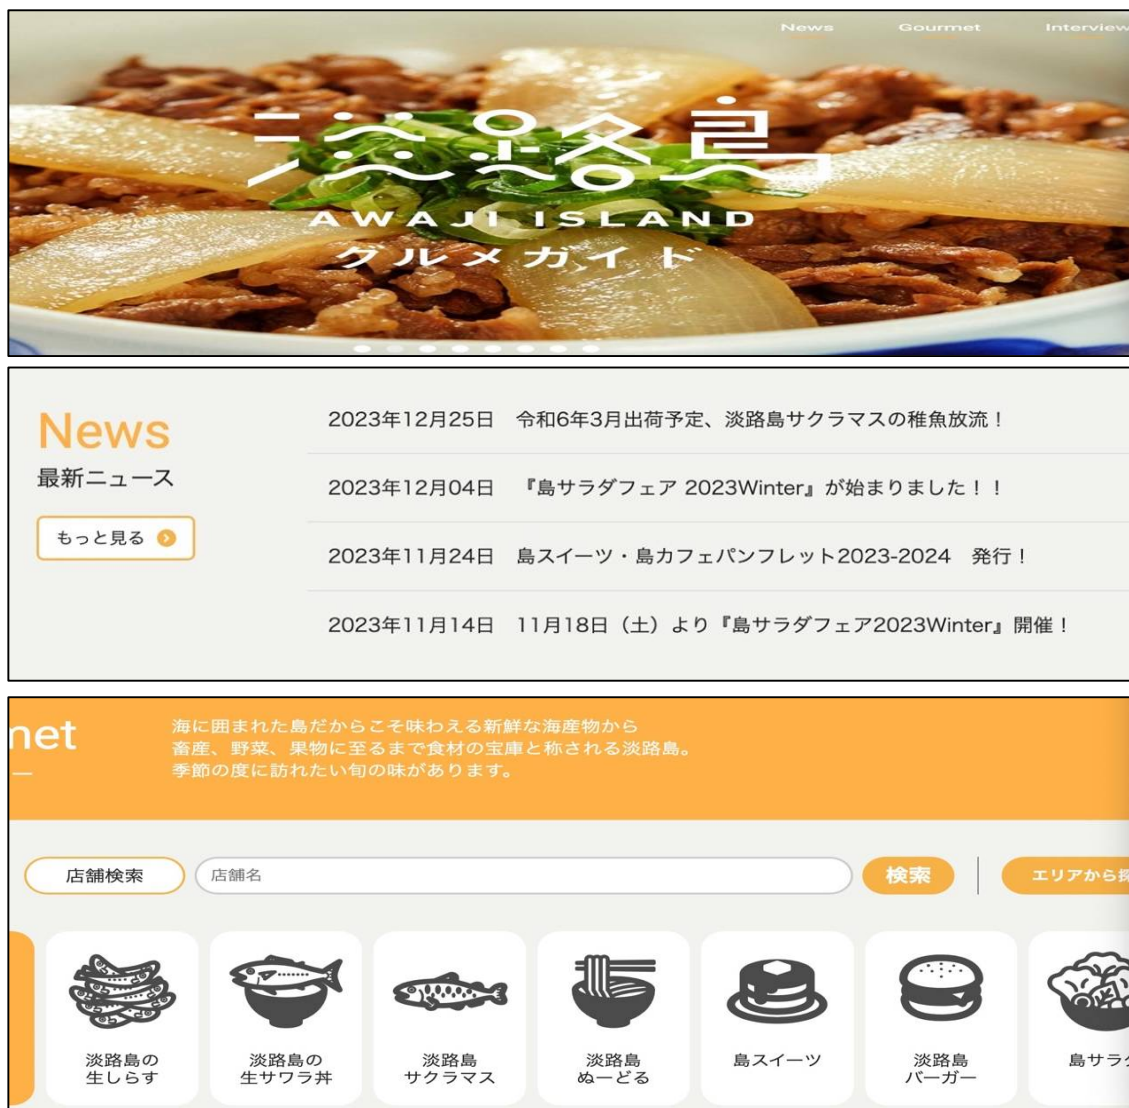 News Gourmet Interview
淡路島
AWAJI ISLAND
グルメガイド
News
最新ニュース
もっと見る
2023年12月25日 令和6年3月出荷予定、淡路島サクラマスの稚魚放流！
2023年12月04日 『島サラダフェア 2023Winter』が始まりました！！
2023年11月24日 島スイーツ・島カフェパンフレット2023-2024 発行！
2023年11月14日 11月18日（土）より『島サラダフェア2023Winter』開催！
net
海に囲まれた島だからこそ味わえる新鮮な海産物から
畜産、野菜、果物に至るまで食材の宝庫と称される淡路島。
季節の度に訪れたい旬の味があります。
店舗検索 店舗名 検索 エリアから探
淡路島の
生しらす
淡路島の
生サワラ丼
淡路島
サクラマス
淡路島
ぬーどる
島スイーツ
淡路島
バーガー
島サラダ